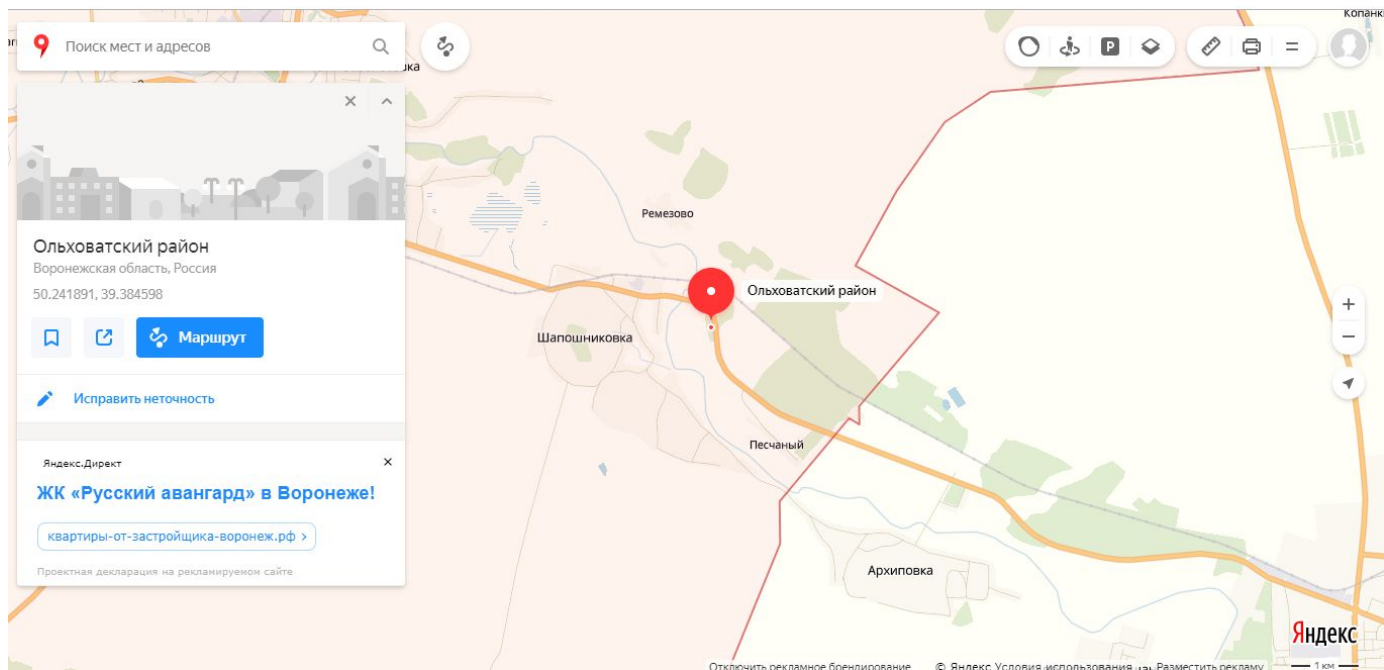 Копанки
Поиск мест и адресов
P
Ольховатский район
Воронежская область, Россия
50.241891, 39.384598
Маршрут
Исправить неточность
Яндекс.Директ
ЖК «Русский авангард» в Воронеже!
квартиры-от-застройщика-воронеж.рф >
Проектная декларация на рекламируемом сайте
Ремезово
Ольховатский район
Шапошниковка
Песчаный
Архиповка
Яндекс
Отключить рекламное брендирование
© Яндекс Условия использования
Разместить рекламу
1 км